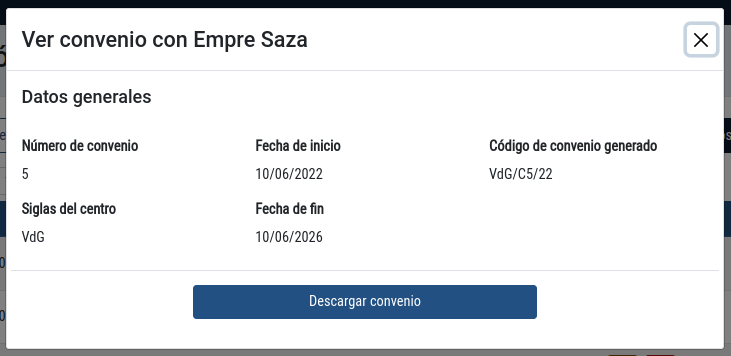 Ver convenio con Empre Saza
Datos generales
Número de convenio
5
Fecha de inicio
10/06/2022
Código de convenio generado
VdG/C5/22
Siglas del centro
VdG
Fecha de fin
10/06/2026
Descargar convenio